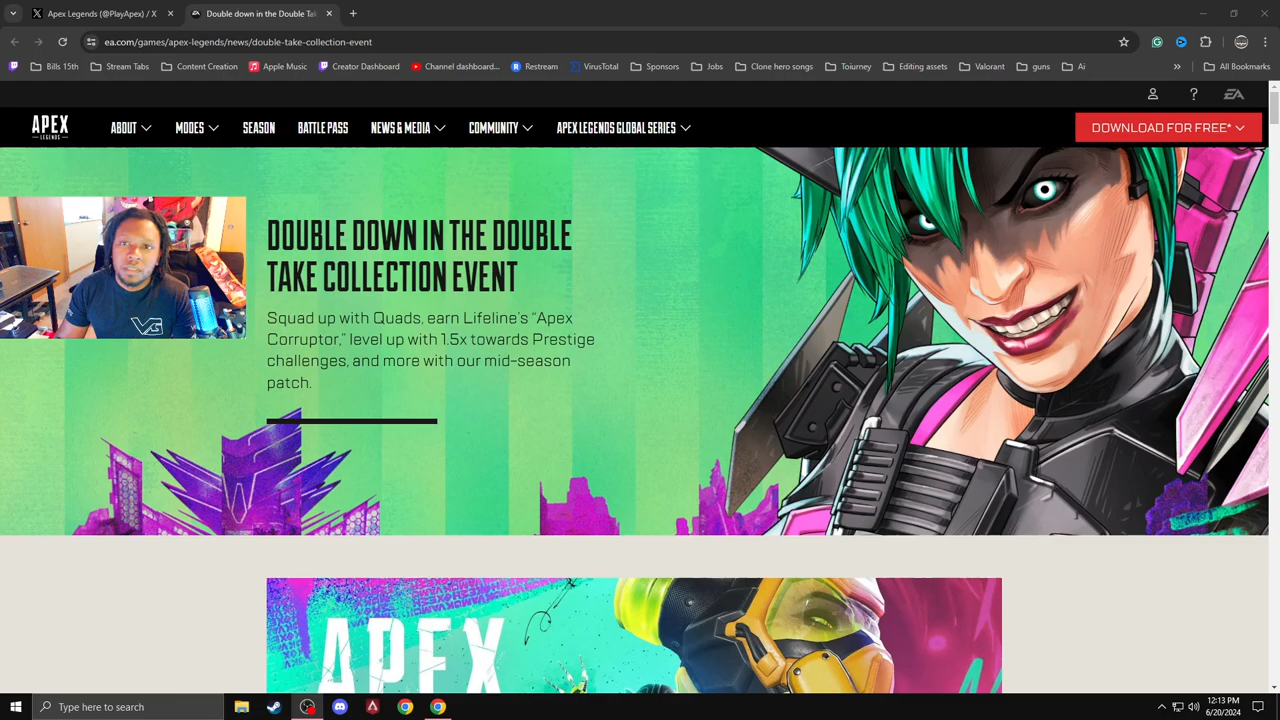 Apex Legends (@PlayApex) / X
Double down in the Double Tak
ea.com/games/apex-legends/news/double-take-collection-event
Bills 15th
Stream Tabs
Content Creation
Apple Music
Creator Dashboard
Channel dashboard...
Restream
VirusTotal
Sponsors
Jobs
Clone hero songs
Toiurney
Editing assets
Valorant
guns
Ai
»
All Bookmarks
EA
APEX
LEGENDS
ABOUT
MODES
SEASON
BATTLE PASS
NEWS & MEDIA
COMMUNITY
APEX LEGENDS GLOBAL SERIES
DOWNLOAD FOR FREE*
DOUBLE DOWN IN THE DOUBLE
TAKE COLLECTION EVENT
Squad up with Quads, earn Lifeline's “Apex
Corruptor,” level up with 1.5x towards Prestige
challenges, and more with our mid-season
patch.
VG
APEX
Type here to search
12:13 PM
6/20/2024